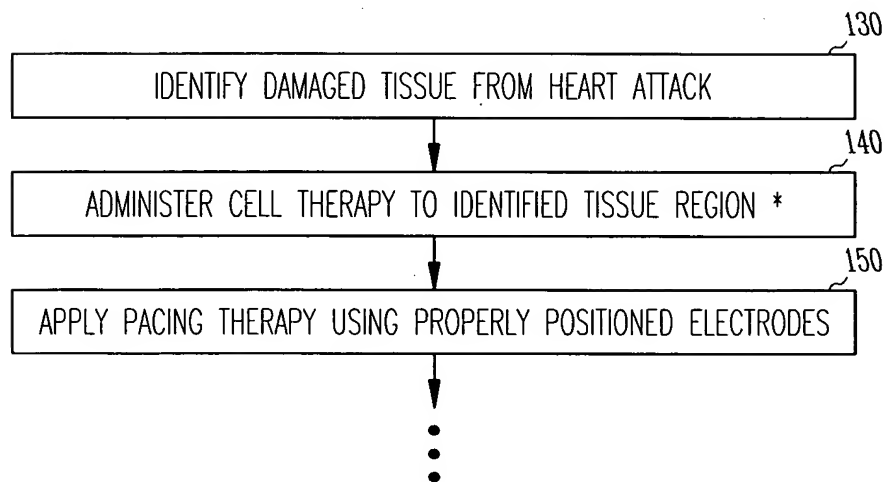 130
IDENTIFY DAMAGED TISSUE FROM HEART ATTACK
140
ADMINISTER CELL THERAPY TO IDENTIFIED TISSUE REGION *
150
APPLY PACING THERAPY USING PROPERLY POSITIONED ELECTRODES